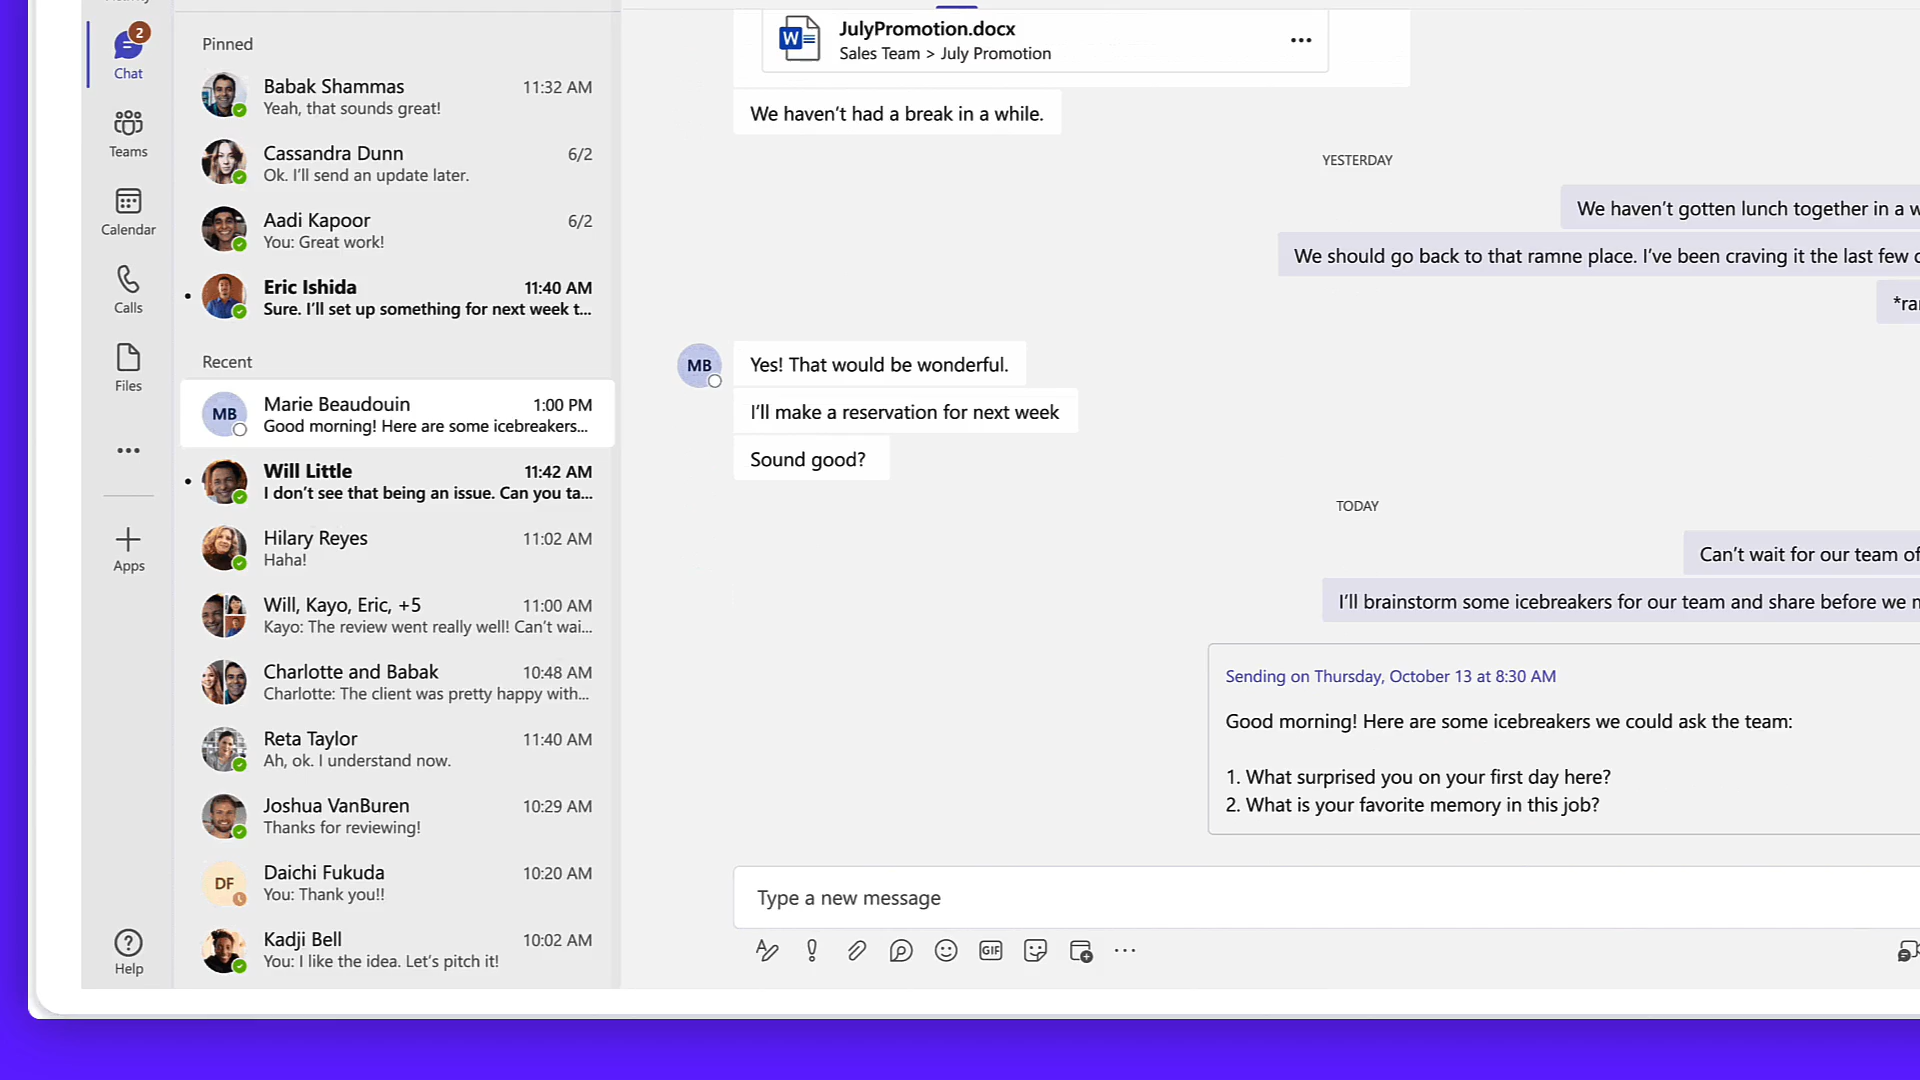 2
Chat
Teams
Calendar
Calls
Files
Apps
Help
Pinned
Babak Shammas 11:32 AM
Yeah, that sounds great!
Cassandra Dunn 6/2
Ok. I’ll send an update later.
Aadi Kapoor 6/2
You: Great work!
Eric Ishida 11:40 AM
Sure. I’ll set up something for next week t...
Recent
MB
Marie Beaudouin 1:00 PM
Good morning! Here are some icebreakers...
Will Little 11:42 AM
I don’t see that being an issue. Can you ta...
Hilary Reyes 11:02 AM
Haha!
Will, Kayo, Eric, +5 11:00 AM
Kayo: The review went really well! Can’t wai...
Charlotte and Babak 10:48 AM
Charlotte: The client was pretty happy with...
Reta Taylor 11:40 AM
Ah, ok. I understand now.
Joshua VanBuren 10:29 AM
Thanks for reviewing!
DF
Daichi Fukuda 10:20 AM
You: Thank you!!
Kadji Bell 10:02 AM
You: I like the idea. Let’s pitch it!
W
JulyPromotion.docx
Sales Team > July Promotion
We haven’t had a break in a while.
YESTERDAY
We haven’t gotten lunch together in a
We should go back to that ramne place. I’ve been craving it the last few
MB
Yes! That would be wonderful.
I’ll make a reservation for next week
Sound good?
TODAY
Can’t wait for our team
I’ll brainstorm some icebreakers for our team and share before we
Sending on Thursday, October 13 at 8:30 AM
Good morning! Here are some icebreakers we could ask the team:
1. What surprised you on your first day here?
2. What is your favorite memory in this job?
Type a new message
GIF